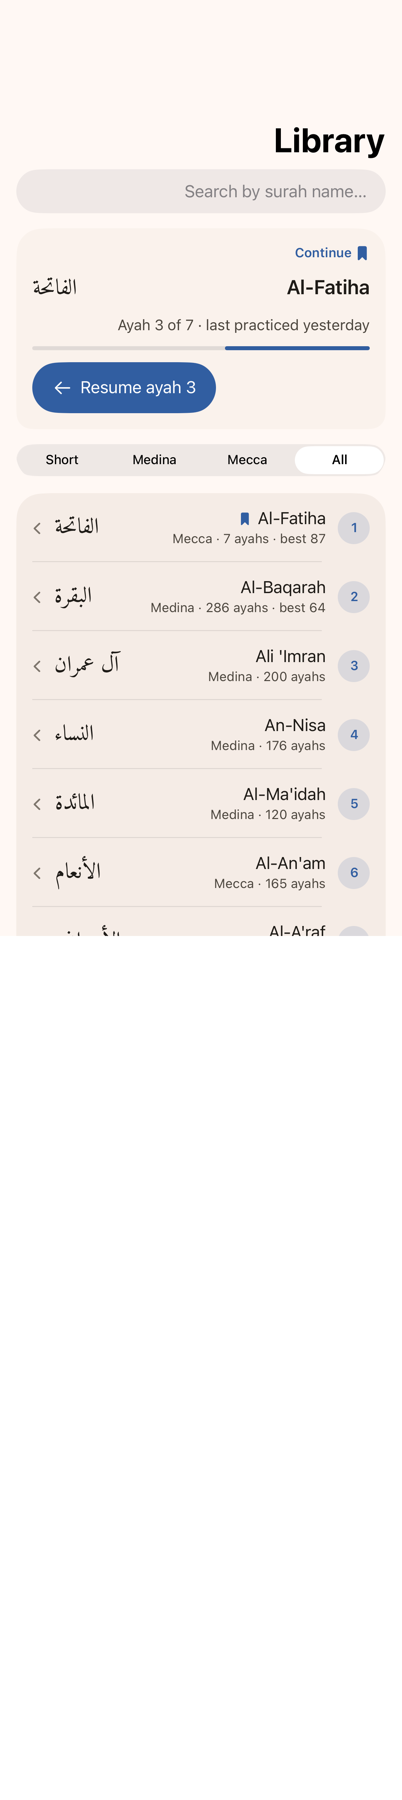 Library
Search by surah name...
Continue
Al-Fatiha
الفاتحة
Ayah 3 of 7 · last practiced yesterday
Resume ayah 3
All
Mecca
Medina
Short
1
Al-Fatiha
الفاتحة
Mecca · 7 ayahs · best 87
2
Al-Baqarah
البقرة
Medina · 286 ayahs · best 64
3
Ali 'Imran
آل عمران
Medina · 200 ayahs
4
An-Nisa
النساء
Medina · 176 ayahs
5
Al-Ma'idah
المائدة
Medina · 120 ayahs
6
Al-An'am
الأنعام
Mecca · 165 ayahs
Al-A'raf